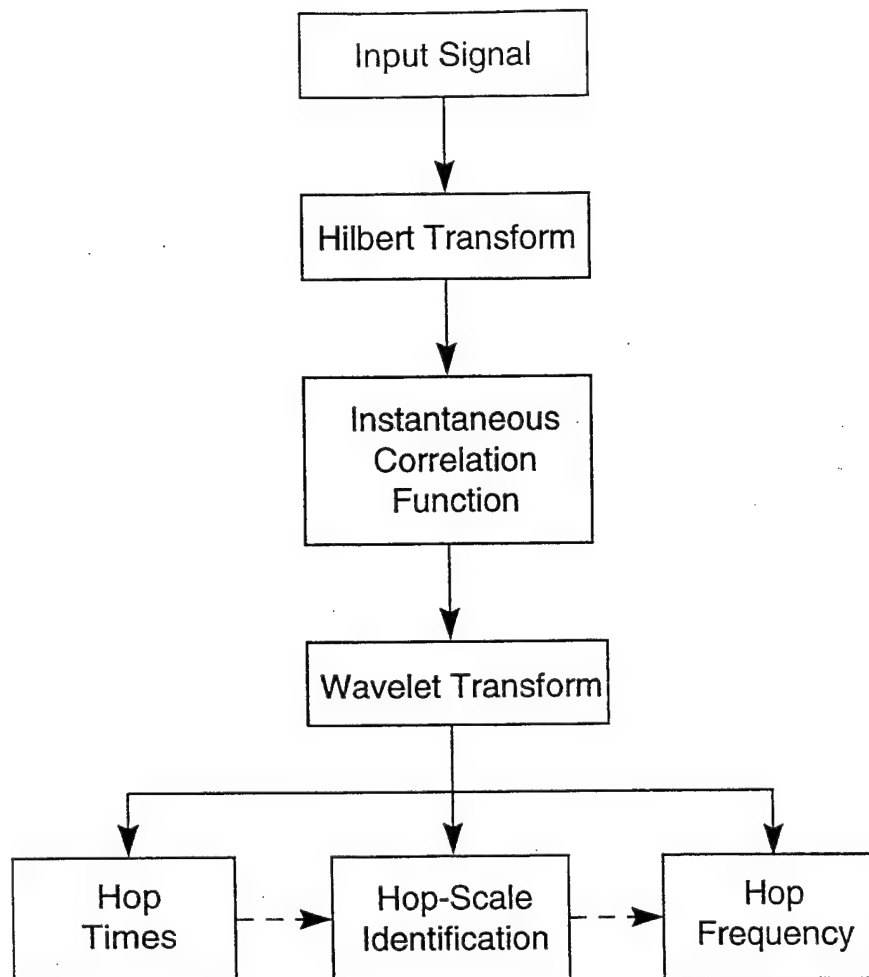 Input Signal
Hilbert Transform
Instantaneous
Correlation
Function
Wavelet Transform
Hop
Times
Hop-Scale
Identification
Hop
Frequency